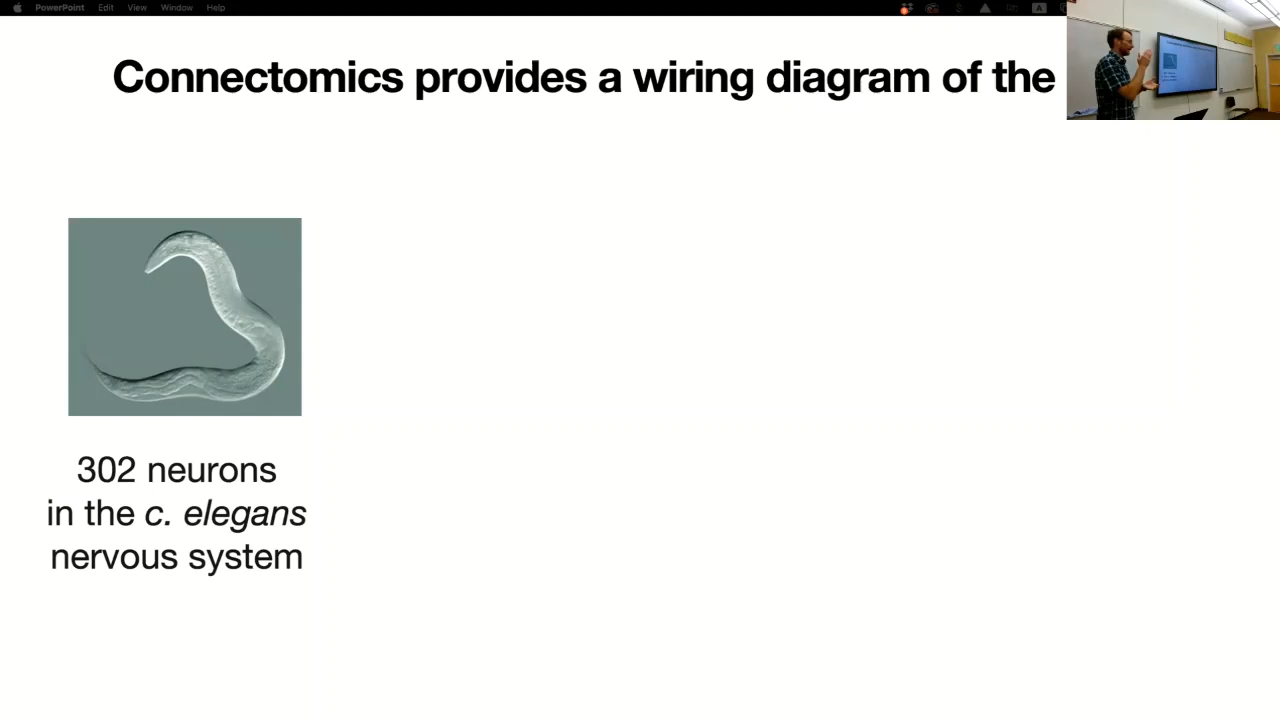 PowerPoint Edit View Window Help
Connectomics provides a wiring diagram of the
302 neurons
in the c. elegans
nervous system